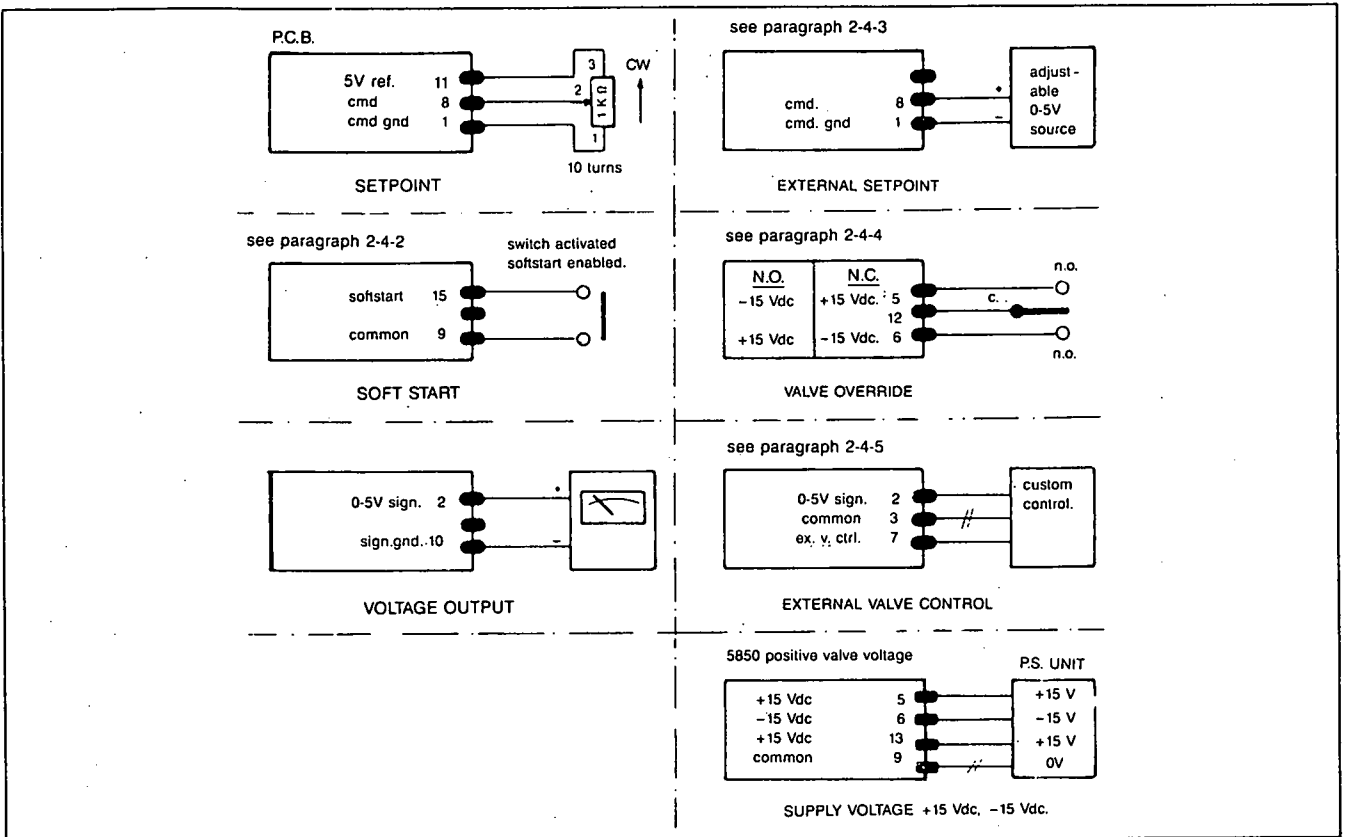 P.C.B.
5V ref. 11
cmd 8
cmd gnd 1
3
2
1
1 K Ω
CW
10 turns
SETPOINT
see paragraph 2-4-3
cmd. 8
cmd. gnd 1
+
−
adjust-
able
0-5V
source
EXTERNAL SETPOINT
see paragraph 2-4-2
switch activated
softstart enabled.
softstart 15
common 9
SOFT START
see paragraph 2-4-4
N.O. N.C.
−15 Vdc +15 Vdc. 5
12
+15 Vdc −15 Vdc. 6
n.o.
c.
n.o.
VALVE OVERRIDE
0-5V sign. 2
sign.gnd. 10
+
−
VOLTAGE OUTPUT
see paragraph 2-4-5
0-5V sign. 2
common 3
ex. v. ctrl. 7
custom
control.
EXTERNAL VALVE CONTROL
5850 positive valve voltage
P.S. UNIT
+15 Vdc 5 +15 V
−15 Vdc 6 −15 V
+15 Vdc 13 +15 V
common 9 0V
SUPPLY VOLTAGE +15 Vdc, −15 Vdc.